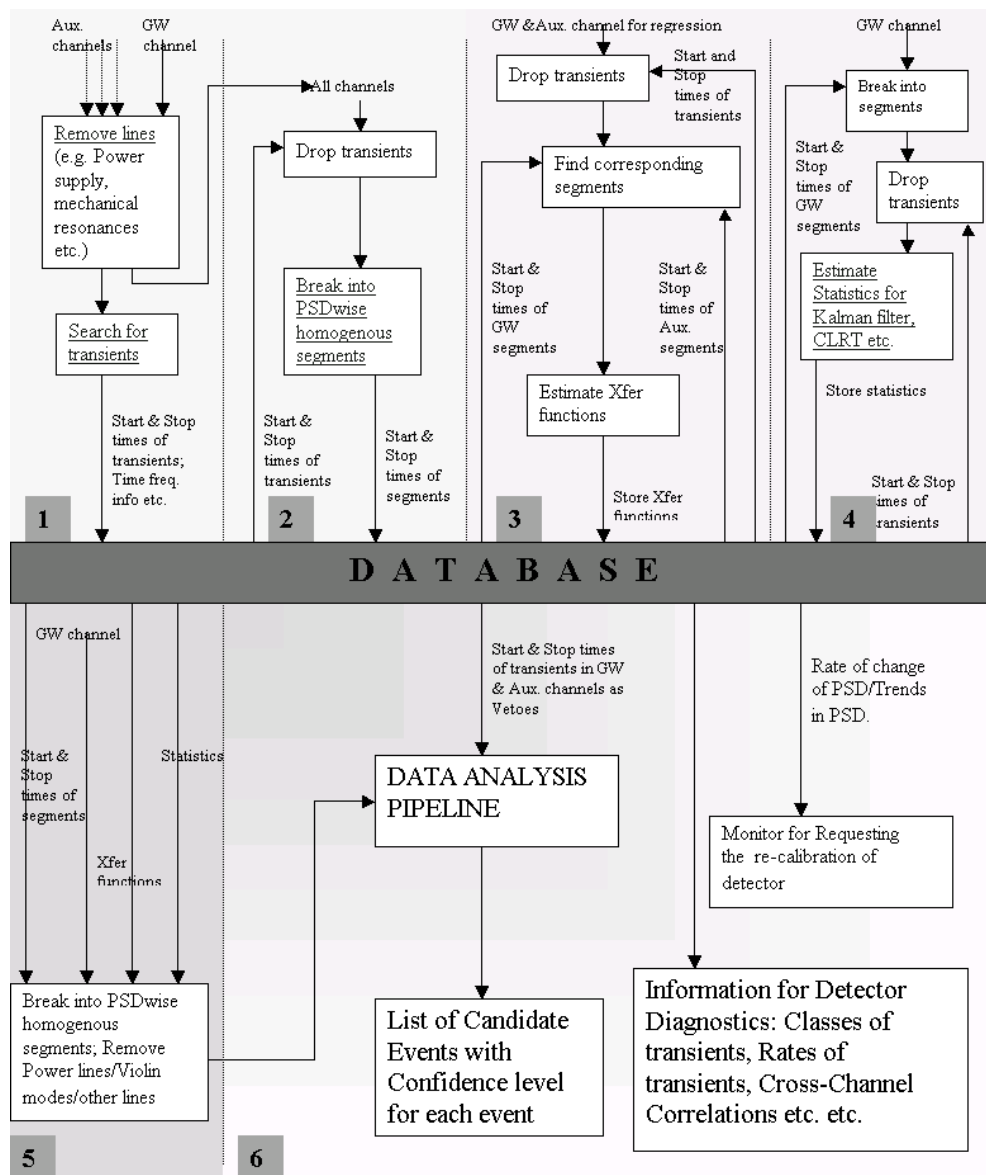 Aux.
channels
GW
channel
Remove lines
(e.g. Power
supply,
mechanical
resonances
etc.)
Search for
transients
Start & Stop
times of
transients;
Time freq.
info etc.
1
All channels
Drop transients
Break into
PSDwise
homogenous
segments
Start &
Stop
times of
transients
Start &
Stop
times of
segments
2
GW & Aux. channel for regression
Drop transients
Start and
Stop
times of
transients
Find corresponding
segments
Start &
Stop
times of
GW
segments
Start &
Stop
times of
Aux.
segments
Estimate Xfer
functions
Store Xfer
functions
3
GW channel
Break into
segments
Start &
Stop
times of
GW
segments
Drop
transients
Estimate
Statistics for
Kalman filter,
CLRT etc.
Store statistics
Start & Stop
times of
transients
4
D A T A B A S E
GW channel
Start &
Stop
times of
segments
Xfer
functions
Statistics
Break into PSDwise
homogenous
segments; Remove
Power lines/Violin
modes/other lines
5
Start & Stop times
of transients in GW
& Aux. channels as
Vetoes
DATA ANALYSIS
PIPELINE
List of Candidate
Events with
Confidence level
for each event
Rate of change
of PSD/Trends
in PSD.
Monitor for Requesting
the re-calibration of
detector
Information for Detector
Diagnostics: Classes of
transients, Rates of
transients, Cross-Channel
Correlations etc. etc.
6